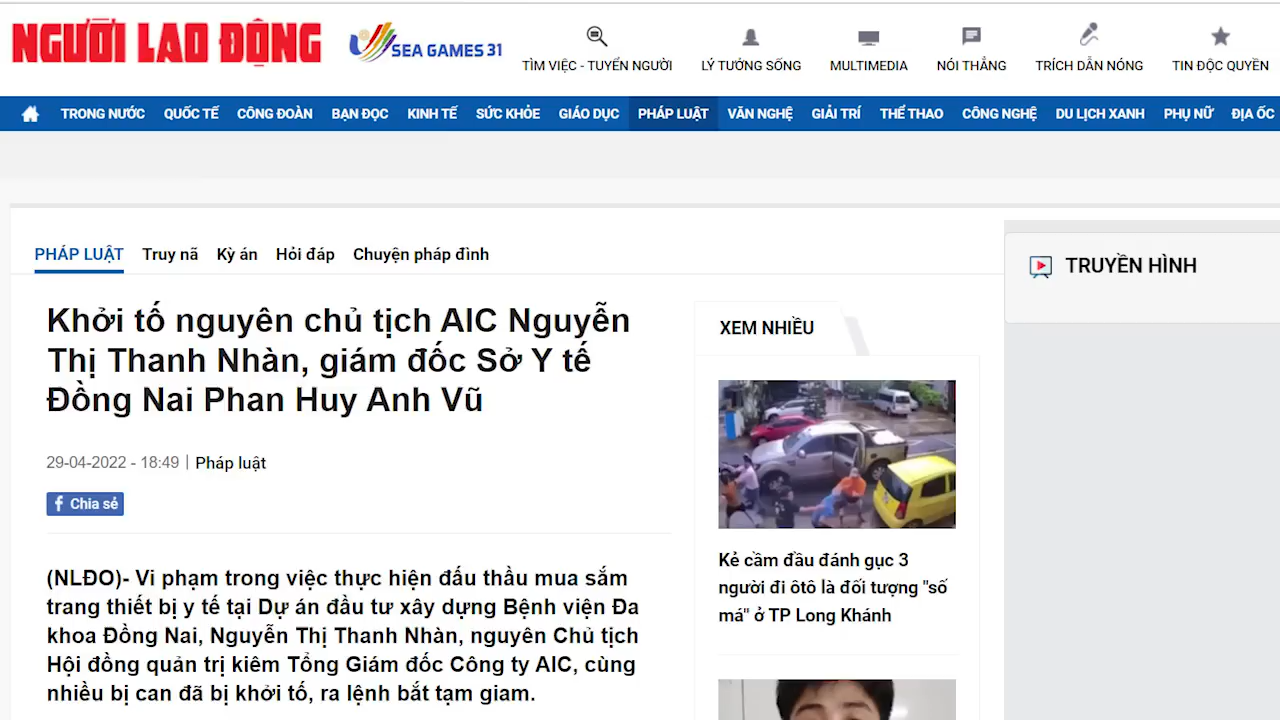 NGƯỜI LAO ĐỘNG
SEA GAMES 31
TÌM VIỆC - TUYỂN NGƯỜI
LÝ TƯỞNG SỐNG
MULTIMEDIA
NÓI THẲNG
TRÍCH DẪN NÓNG
TIN ĐỘC QUYỀN
TRONG NƯỚC QUỐC TẾ CÔNG ĐOÀN BẠN ĐỌC KINH TẾ SỨC KHỎE GIÁO DỤC PHÁP LUẬT VĂN NGHỆ GIẢI TRÍ THỂ THAO CÔNG NGHỆ DU LỊCH XANH PHỤ NỮ ĐỊA ỐC
PHÁP LUẬT Truy nã Kỳ án Hỏi đáp Chuyện pháp đình
Khởi tố nguyên chủ tịch AIC Nguyễn
Thị Thanh Nhàn, giám đốc Sở Y tế
Đồng Nai Phan Huy Anh Vũ
29-04-2022 - 18:49 | Pháp luật
f Chia sẻ
(NLĐO)- Vi phạm trong việc thực hiện đấu thầu mua sắm
trang thiết bị y tế tại Dự án đầu tư xây dựng Bệnh viện Đa
khoa Đồng Nai, Nguyễn Thị Thanh Nhàn, nguyên Chủ tịch
Hội đồng quản trị kiêm Tổng Giám đốc Công ty AIC, cùng
nhiều bị can đã bị khởi tố, ra lệnh bắt tạm giam.
XEM NHIỀU
Kẻ cầm đầu đánh gục 3
người đi ôtô là đối tượng "số
má" ở TP Long Khánh
TRUYỀN HÌNH